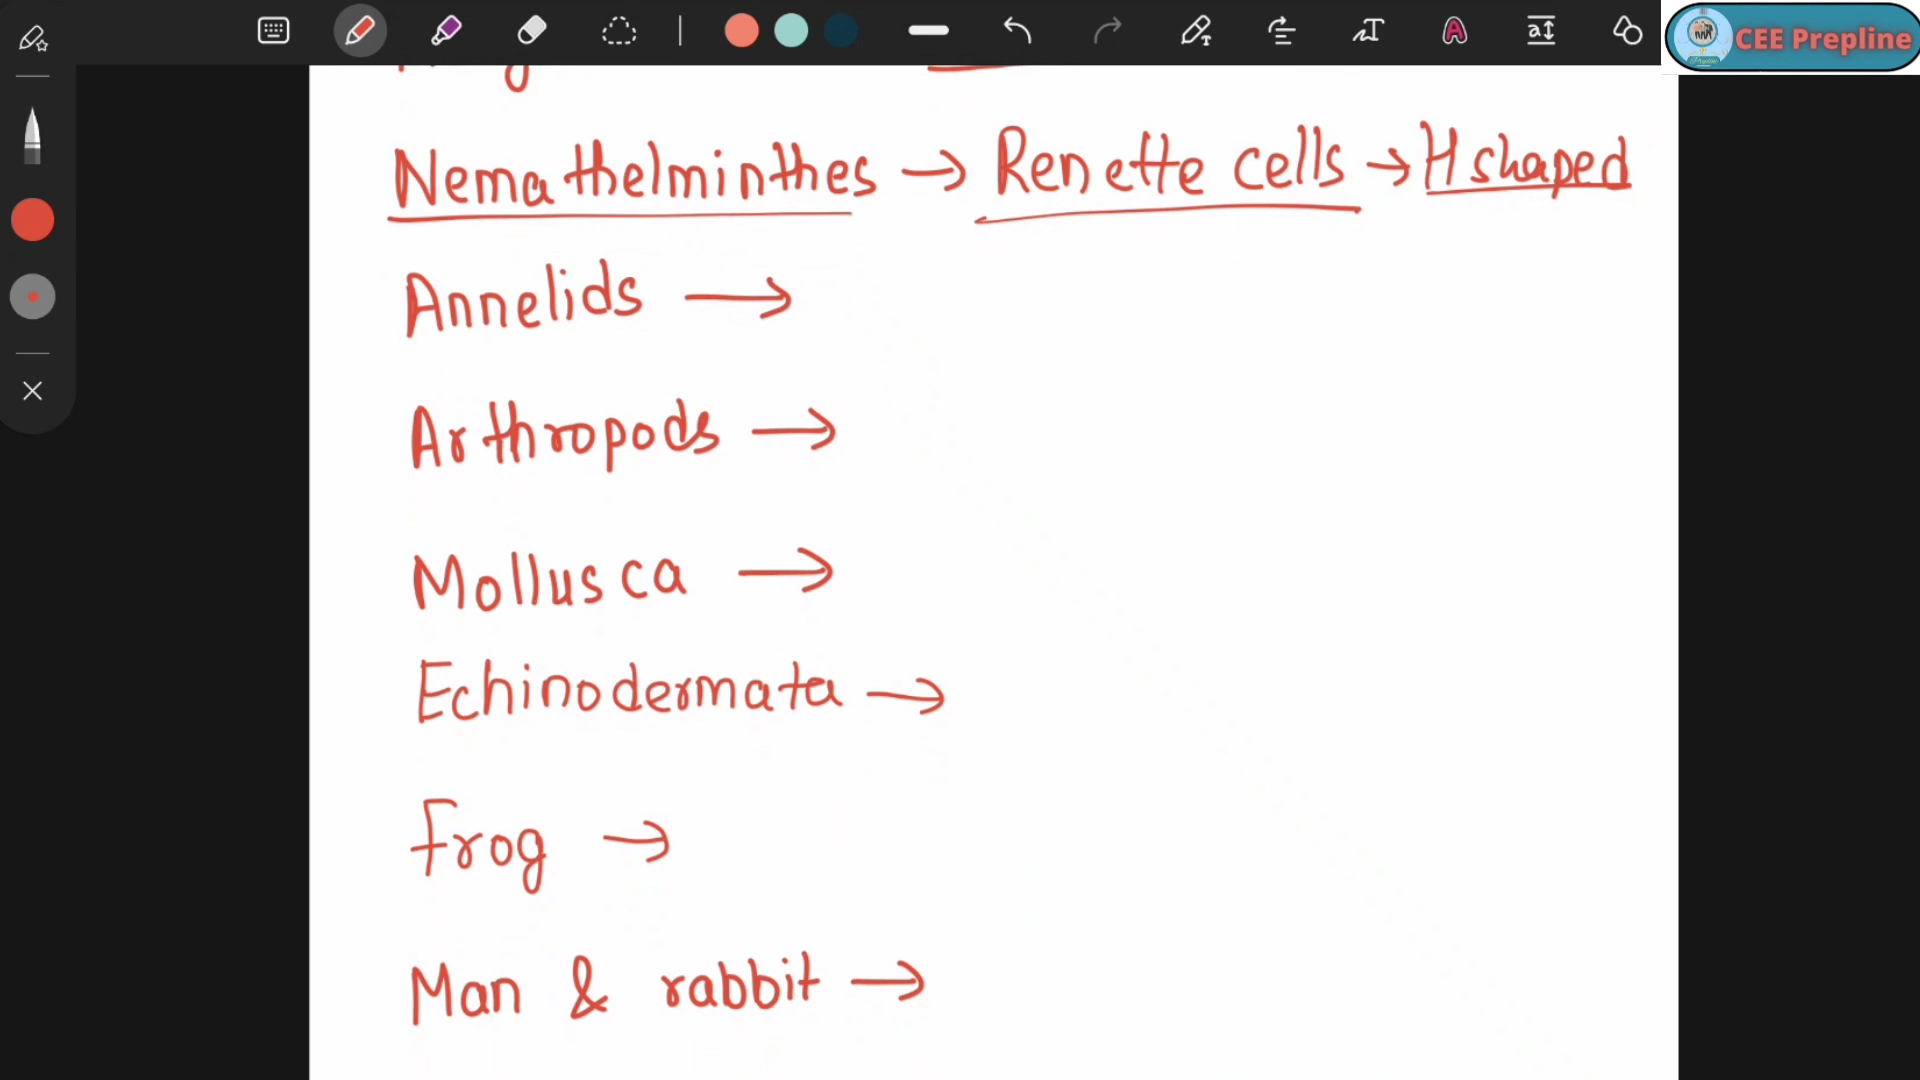 CEE Prepline
Nemathelminthes → Renette cells → H shaped
Annelids →
Arthropods →
Mollusca →
Echinodermata →
Frog →
Man & rabbit →